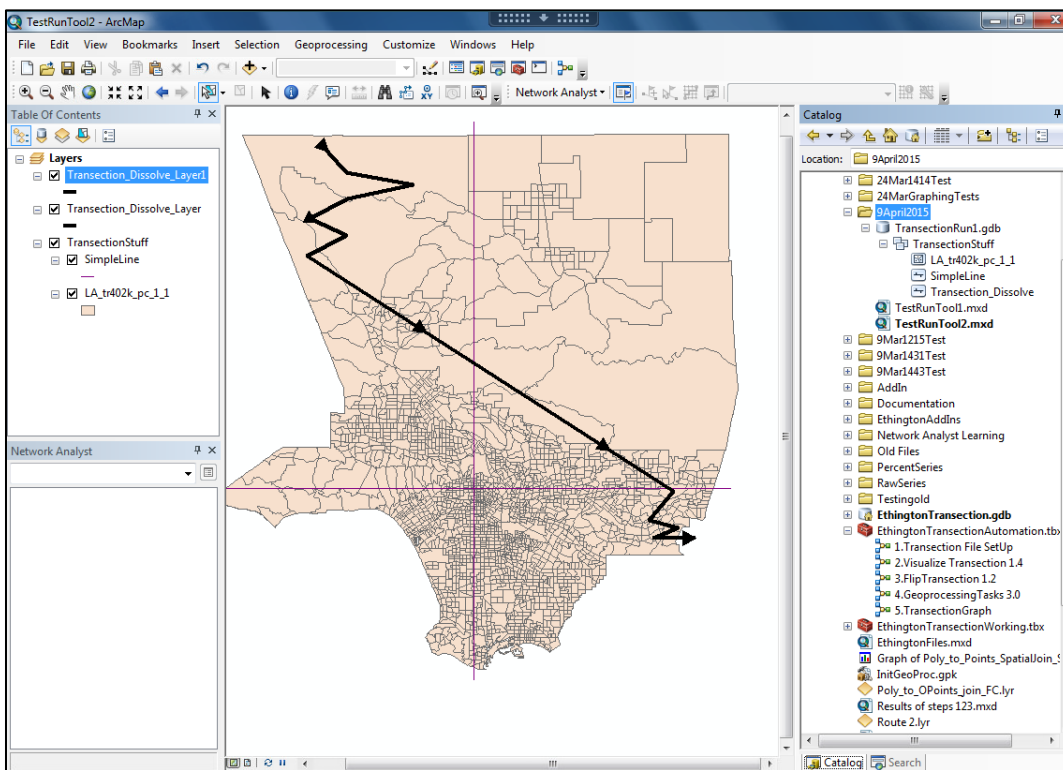 TestRunTool2 - ArcMap
File Edit View Bookmarks Insert Selection Geoprocessing Customize Windows Help
Network Analyst
Table Of Contents
Layers
Transection_Dissolve_Layer1
Transection_Dissolve_Layer
TransectionStuff
SimpleLine
LA_tr402k_pc_1_1
Network Analyst
Catalog
Location: 9April2015
24Mar1414Test
24MarGraphingTests
9April2015
TransectionRun1.gdb
TransectionStuff
LA_tr402k_pc_1_1
SimpleLine
Transection_Dissolve
TestRunTool1.mxd
TestRunTool2.mxd
9Mar1215Test
9Mar1431Test
9Mar1443Test
AddIn
Documentation
EthingtonAddIns
Network Analyst Learning
Old Files
PercentSeries
RawSeries
Testingold
EthingtonTransection.gdb
EthingtonTransectionAutomation.tbx
1.Transection File SetUp
2.Visualize Transection 1.4
3.FlipTransection 1.2
4.GeoprocessingTasks 3.0
5.TransectionGraph
EthingtonTransectionWorking.tbx
EthingtonFiles.mxd
Graph of Poly_to_Points_SpatialJoin_S
InitGeoProc.gpk
Poly_to_OPoints_join_FC.lyr
Results of steps 123.mxd
Route 2.lyr
Catalog Search